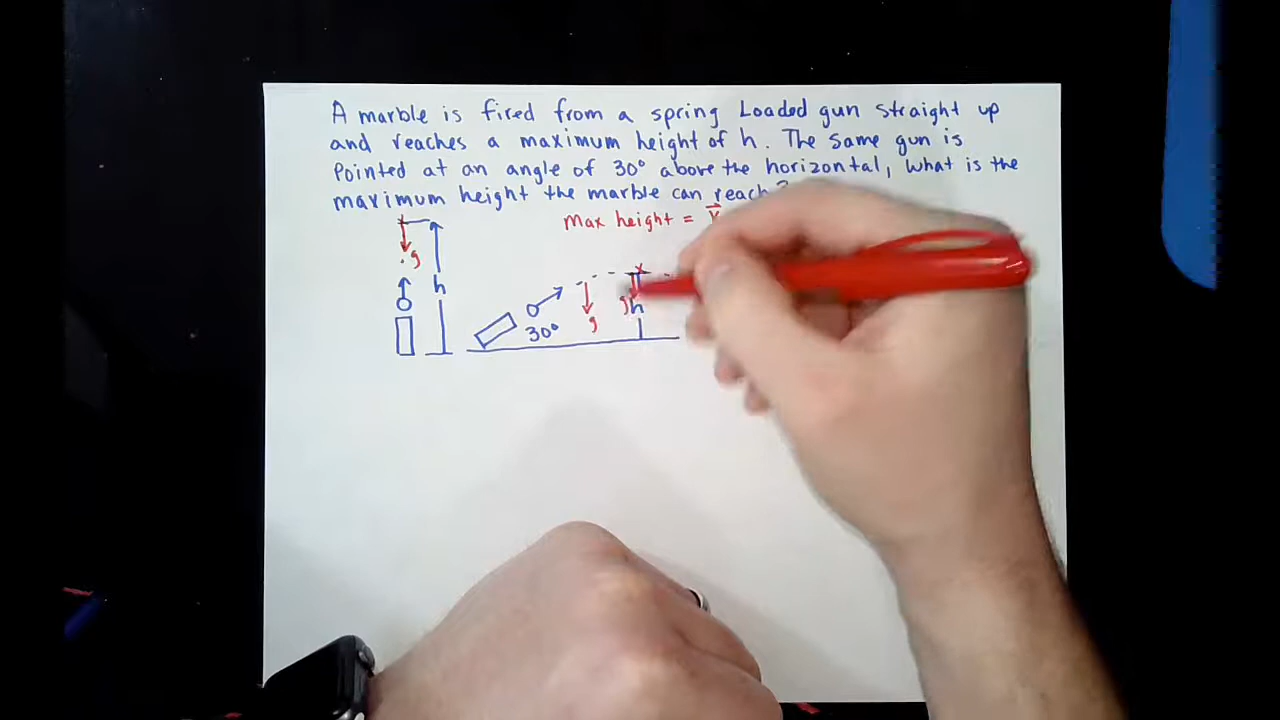 A marble is fired from a spring Loaded gun straight up
and reaches a maximum height of h. The same gun is
Pointed at an angle of 30° above the horizontal, what is the
maximum height the marble can reach?
Max height = V
g
h
30°
g
g
h